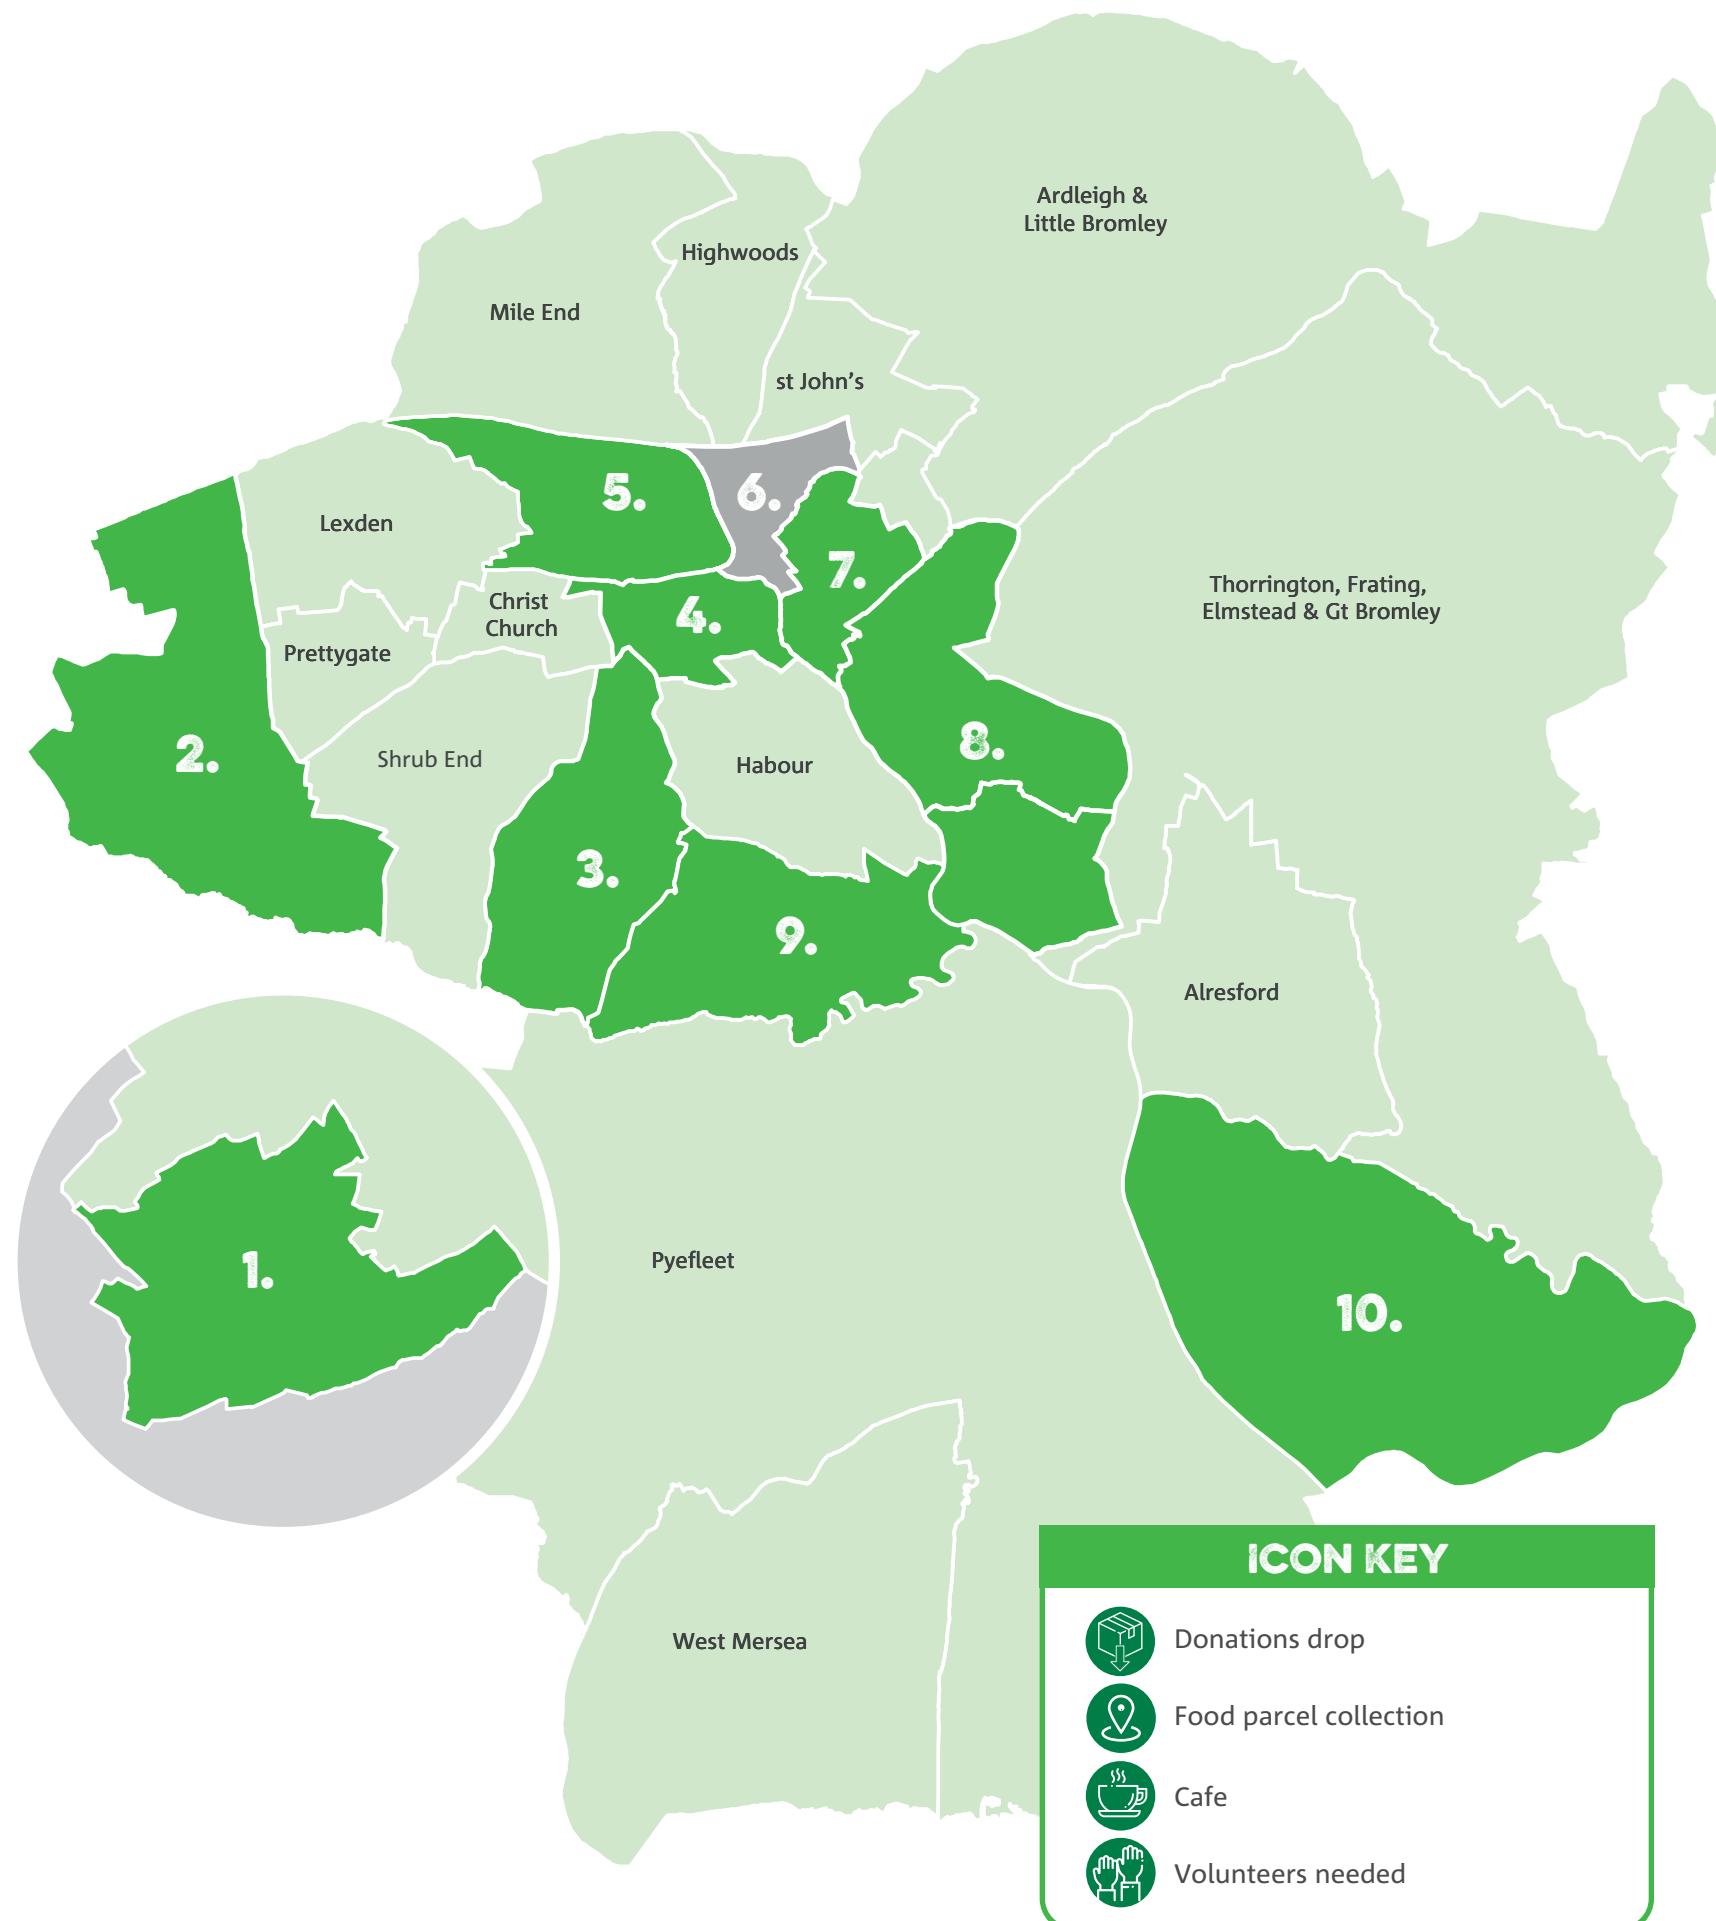 Ardleigh &
Little Bromley
Highwoods
Mile End
st John's
5.
6.
Lexden
7.
Thorrington, Frating,
Elmstead & Gt Bromley
Christ
Church
4.
Prettygate
2.
Shrub End
Habour
8.
3.
9.
Alresford
1.
Pyefleet
10.
West Mersea
ICON KEY
Donations drop
Food parcel collection
Cafe
Volunteers needed